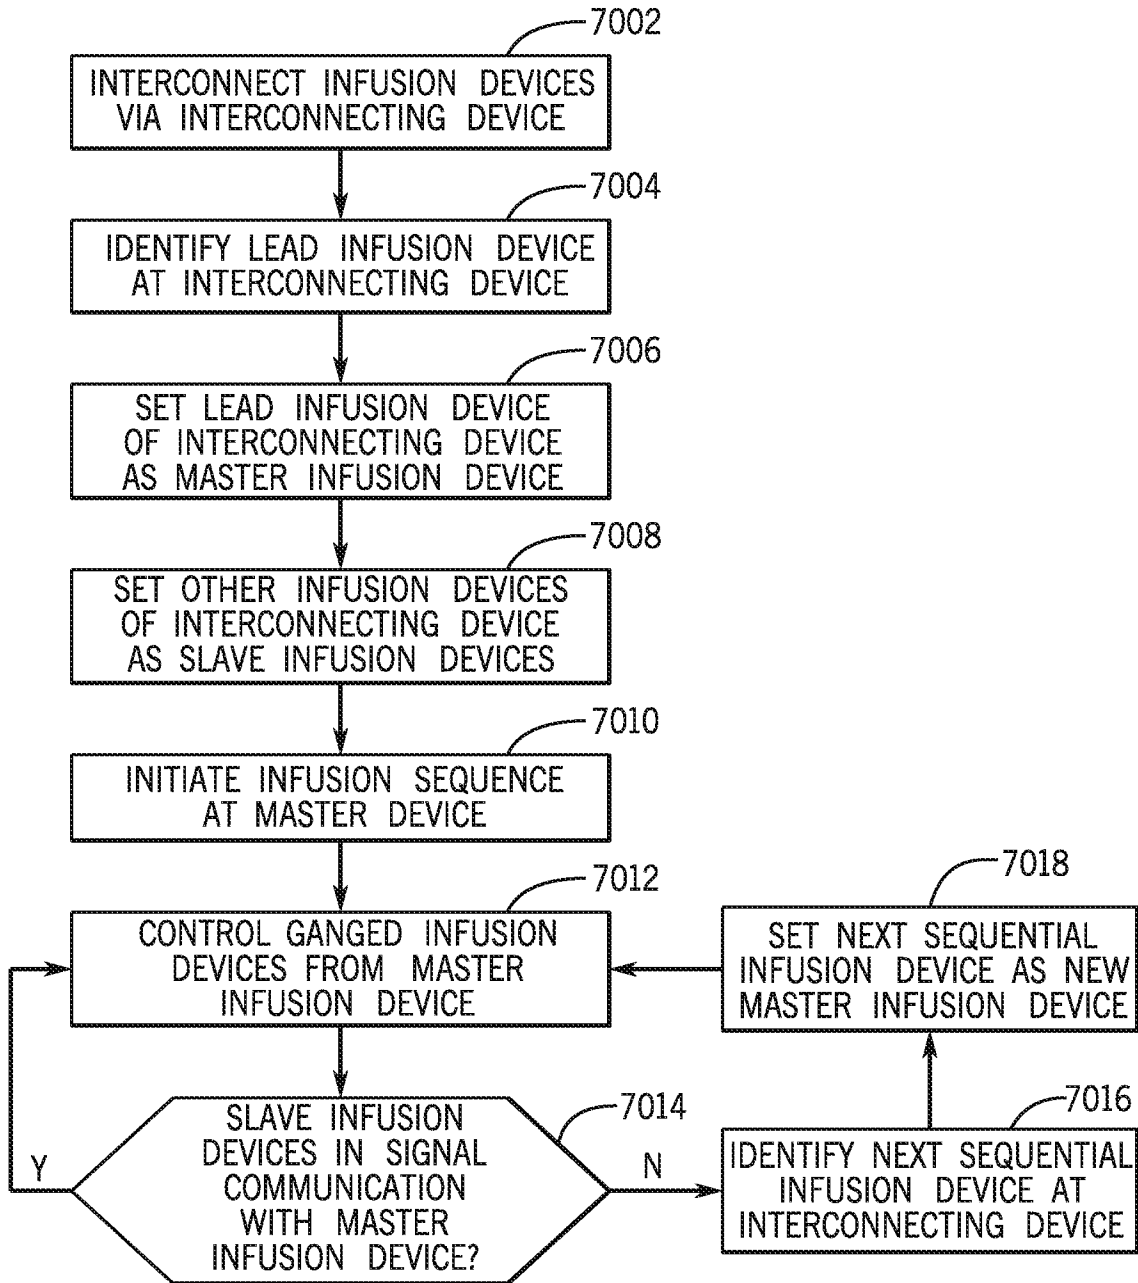 7002
INTERCONNECT INFUSION DEVICES
VIA INTERCONNECTING DEVICE
7004
IDENTIFY LEAD INFUSION DEVICE
AT INTERCONNECTING DEVICE
7006
SET LEAD INFUSION DEVICE
OF INTERCONNECTING DEVICE
AS MASTER INFUSION DEVICE
7008
SET OTHER INFUSION DEVICES
OF INTERCONNECTING DEVICE
AS SLAVE INFUSION DEVICES
7010
INITIATE INFUSION SEQUENCE
AT MASTER DEVICE
7012
CONTROL GANGED INFUSION
DEVICES FROM MASTER
INFUSION DEVICE
7014
SLAVE INFUSION
DEVICES IN SIGNAL
COMMUNICATION
WITH MASTER
INFUSION DEVICE?
Y
N
7016
IDENTIFY NEXT SEQUENTIAL
INFUSION DEVICE AT
INTERCONNECTING DEVICE
7018
SET NEXT SEQUENTIAL
INFUSION DEVICE AS NEW
MASTER INFUSION DEVICE